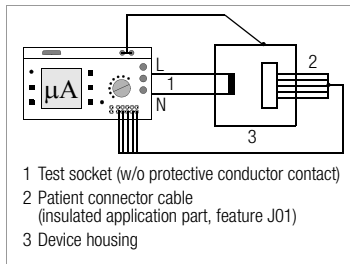 L
1
2
µA
N
3
1 Test socket (w/o protective conductor contact)
2 Patient connector cable
(insulated application part, feature J01)
3 Device housing